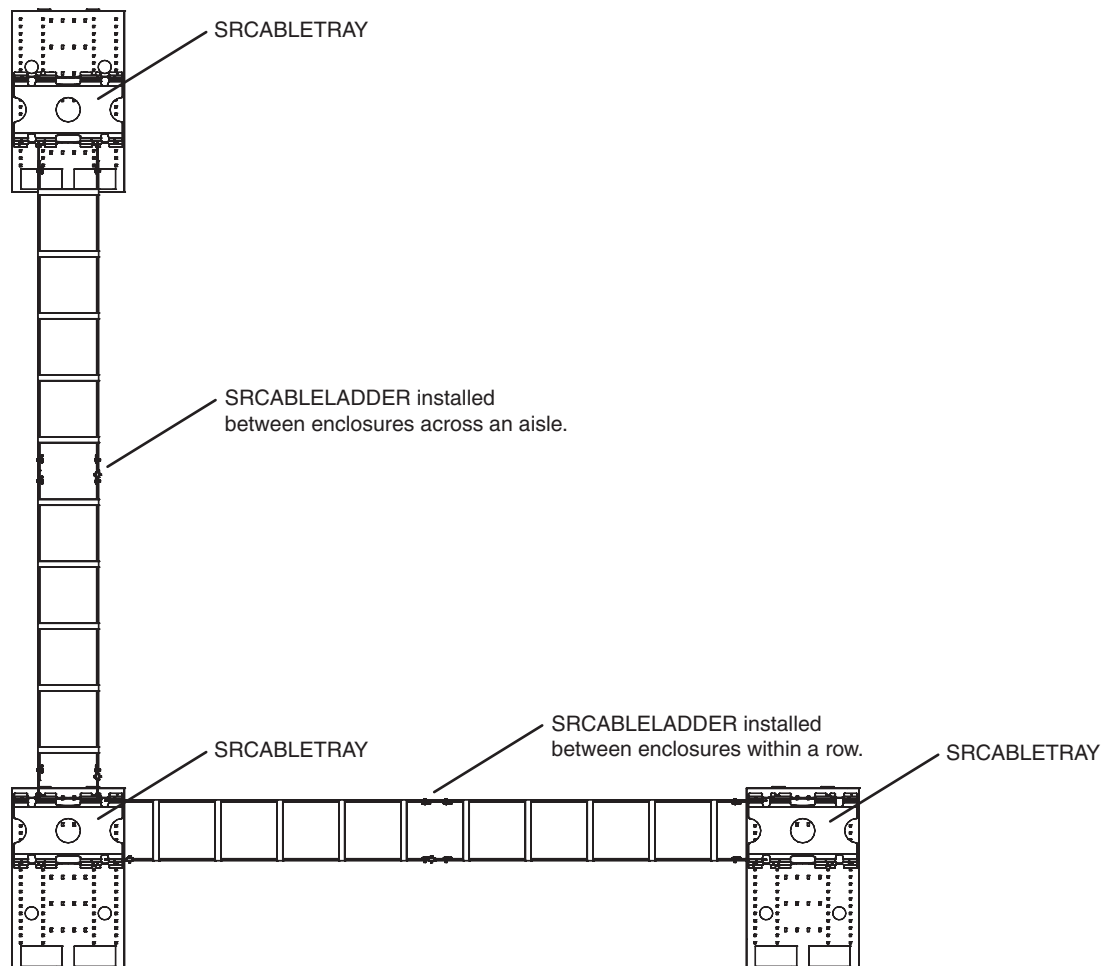 SRCABLETRAY
SRCABLELADDER installed
between enclosures across an aisle.
SRCABLELADDER installed
between enclosures within a row.
SRCABLETRAY
SRCABLETRAY